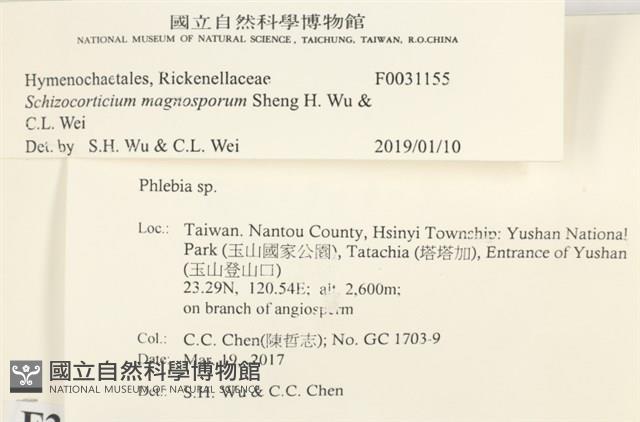 國立自然科學博物館
NATIONAL MUSEUM OF NATURAL SCIENCE, TAICHUNG, TAIWAN, R.O.CHINA
Hymenochaetales, Rickenellaceae F0031155
Schizocorticium magnosporum Sheng H. Wu &
C.L. Wei
Det. by S.H. Wu & C.L. Wei 2019/01/10
Phlebia sp.
Loc.: Taiwan. Nantou County, Hsinyi Township: Yushan National
Park (玉山國家公園), Tatachia (塔塔加), Entrance of Yushan
(玉山登山口)
23.29N, 120.54E; alt. 2,600m;
on branch of angiosperm
Col.: C.C. Chen(陳哲志); No. GC 1703-9
Date: Mar. 19, 2017
Det.: S.H. Wu & C.C. Chen
國立自然科學博物館
NATIONAL MUSEUM OF NATURAL SCIENCE